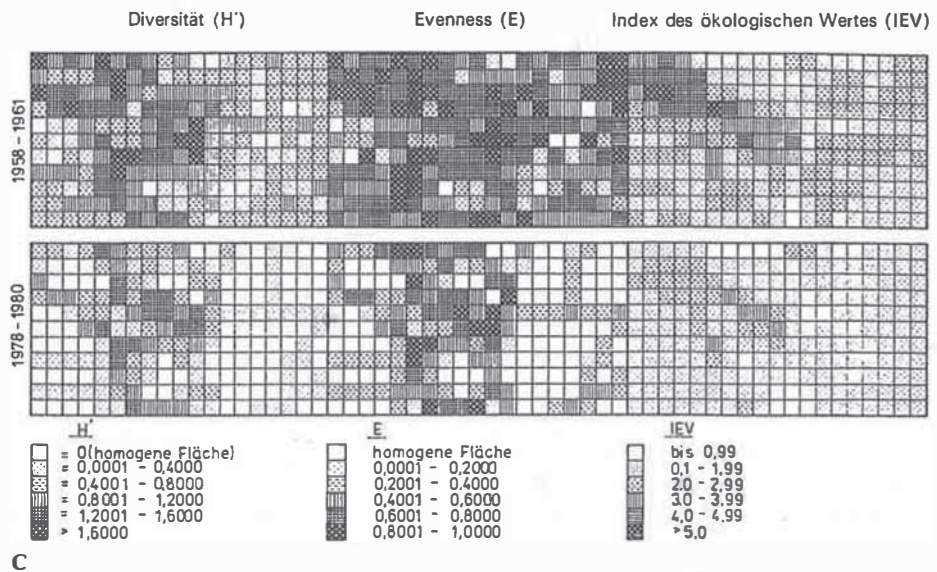 Diversität (H')
Evenness (E)
Index des ökologischen Wertes (IEV)
1958 - 1961
1978 - 1980
H'
= 0(homogene Fläche)
= 0,0001 - 0,4000
= 0,4001 - 0,8000
= 0,8001 - 1,2000
= 1,2001 - 1,6000
> 1,6000
E
homogene Fläche
0,0001 - 0,2000
0,2001 - 0,4000
0,4001 - 0,6000
0,6001 - 0,8000
0,8001 - 1,0000
IEV
bis 0,99
0,1 - 1,99
2,0 - 2,99
3,0 - 3,99
4,0 - 4,99
>5,0
C